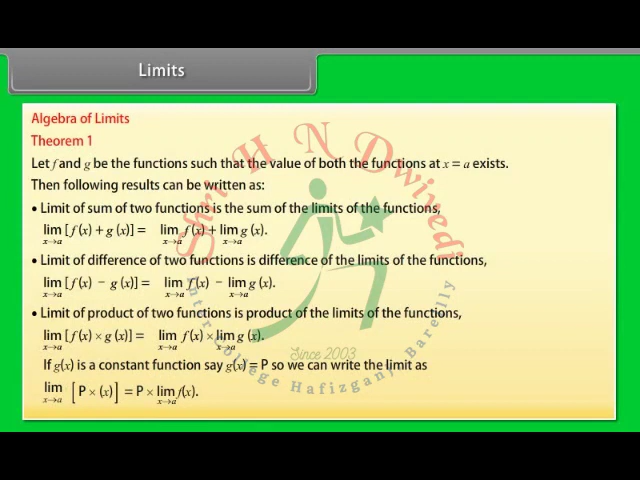 Limits
Algebra of Limits
Theorem 1
Let f and g be the functions such that the value of both the functions at x = a exists.
Then following results can be written as:
• Limit of sum of two functions is the sum of the limits of the functions,
lim x→a [f(x) + g (x)] = lim x→a f(x) + lim x→a g (x).
• Limit of difference of two functions is difference of the limits of the functions,
lim x→a [f(x) − g (x)] = lim x→a f(x) − lim x→a g (x).
• Limit of product of two functions is product of the limits of the functions,
lim x→a [f(x) × g (x)] = lim x→a f(x) × lim x→a g (x).
If g(x) is a constant function say g(x) = P so we can write the limit as
lim x→a [P × (x)] = P × lim x→a f(x).
Shri H N Dwivedi
Since 2003
Inter College Hafizganj Bareilly